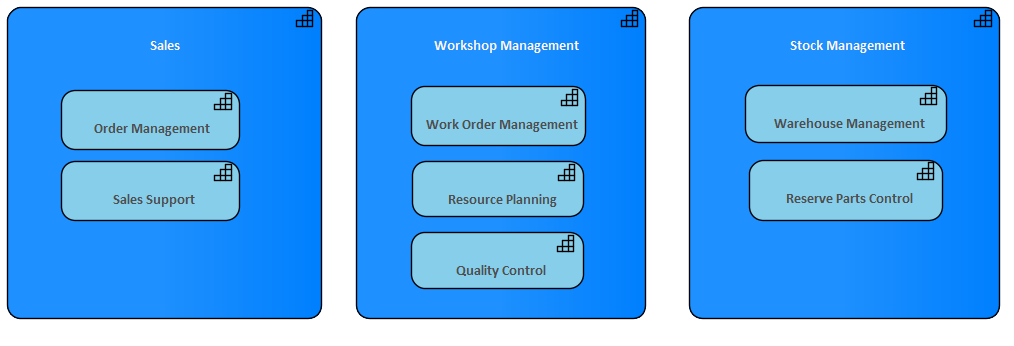 Sales
Order Management
Sales Support
Workshop Management
Work Order Management
Resource Planning
Quality Control
Stock Management
Warehouse Management
Reserve Parts Control